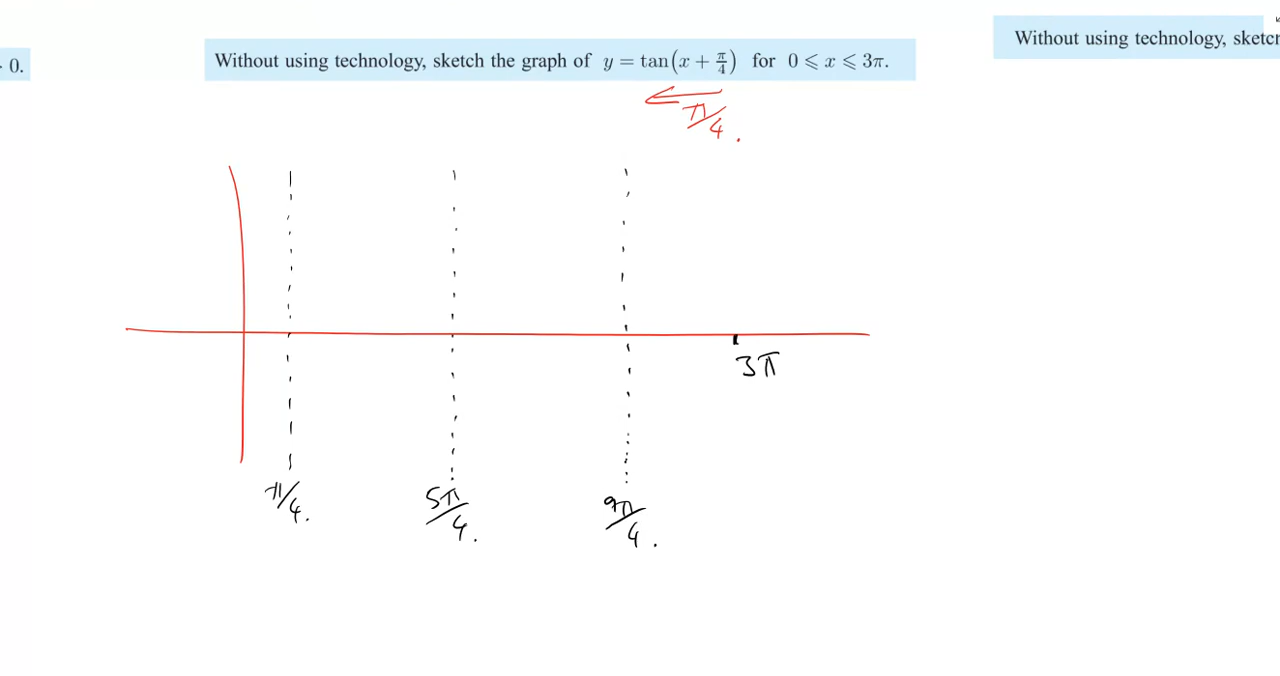 · 0.
Without using technology, sketch the graph of y = tan(x + π/4) for 0 ⩽ x ⩽ 3π.
Without using technology, sketch
π/4.
3π
π/4.
5π/4.
9π/4.